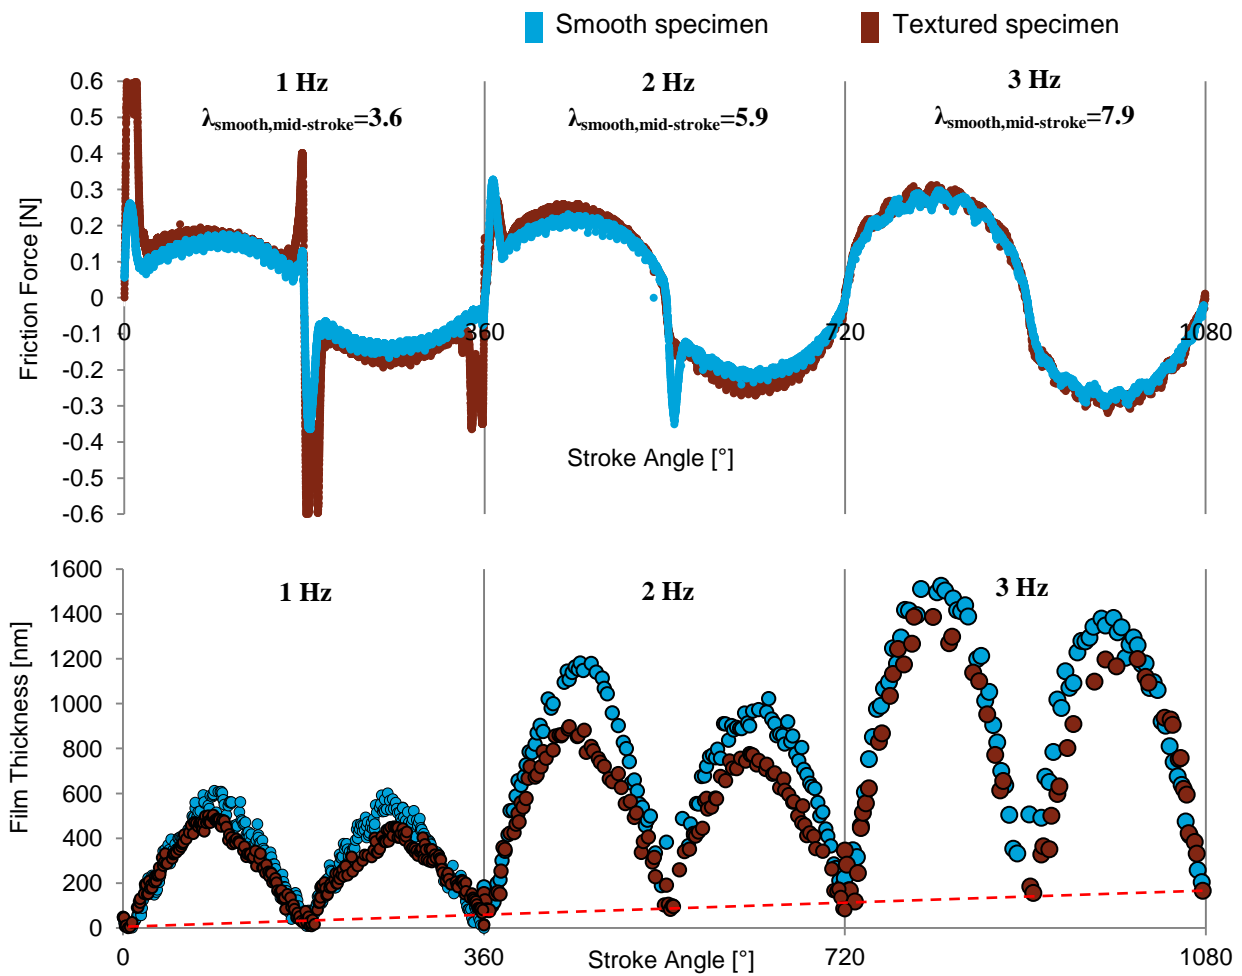 Smooth specimen Textured specimen
1 Hz 2 Hz 3 Hz
λsmooth,mid-stroke=3.6 λsmooth,mid-stroke=5.9 λsmooth,mid-stroke=7.9
Friction Force [N]
0.6
0.5
0.4
0.3
0.2
0.1
0
-0.1
-0.2
-0.3
-0.4
-0.5
-0.6
0 360 720 1080
Stroke Angle [°]
1 Hz 2 Hz 3 Hz
Film Thickness [nm]
1600
1400
1200
1000
800
600
400
200
0
0 360 720 1080
Stroke Angle [°]